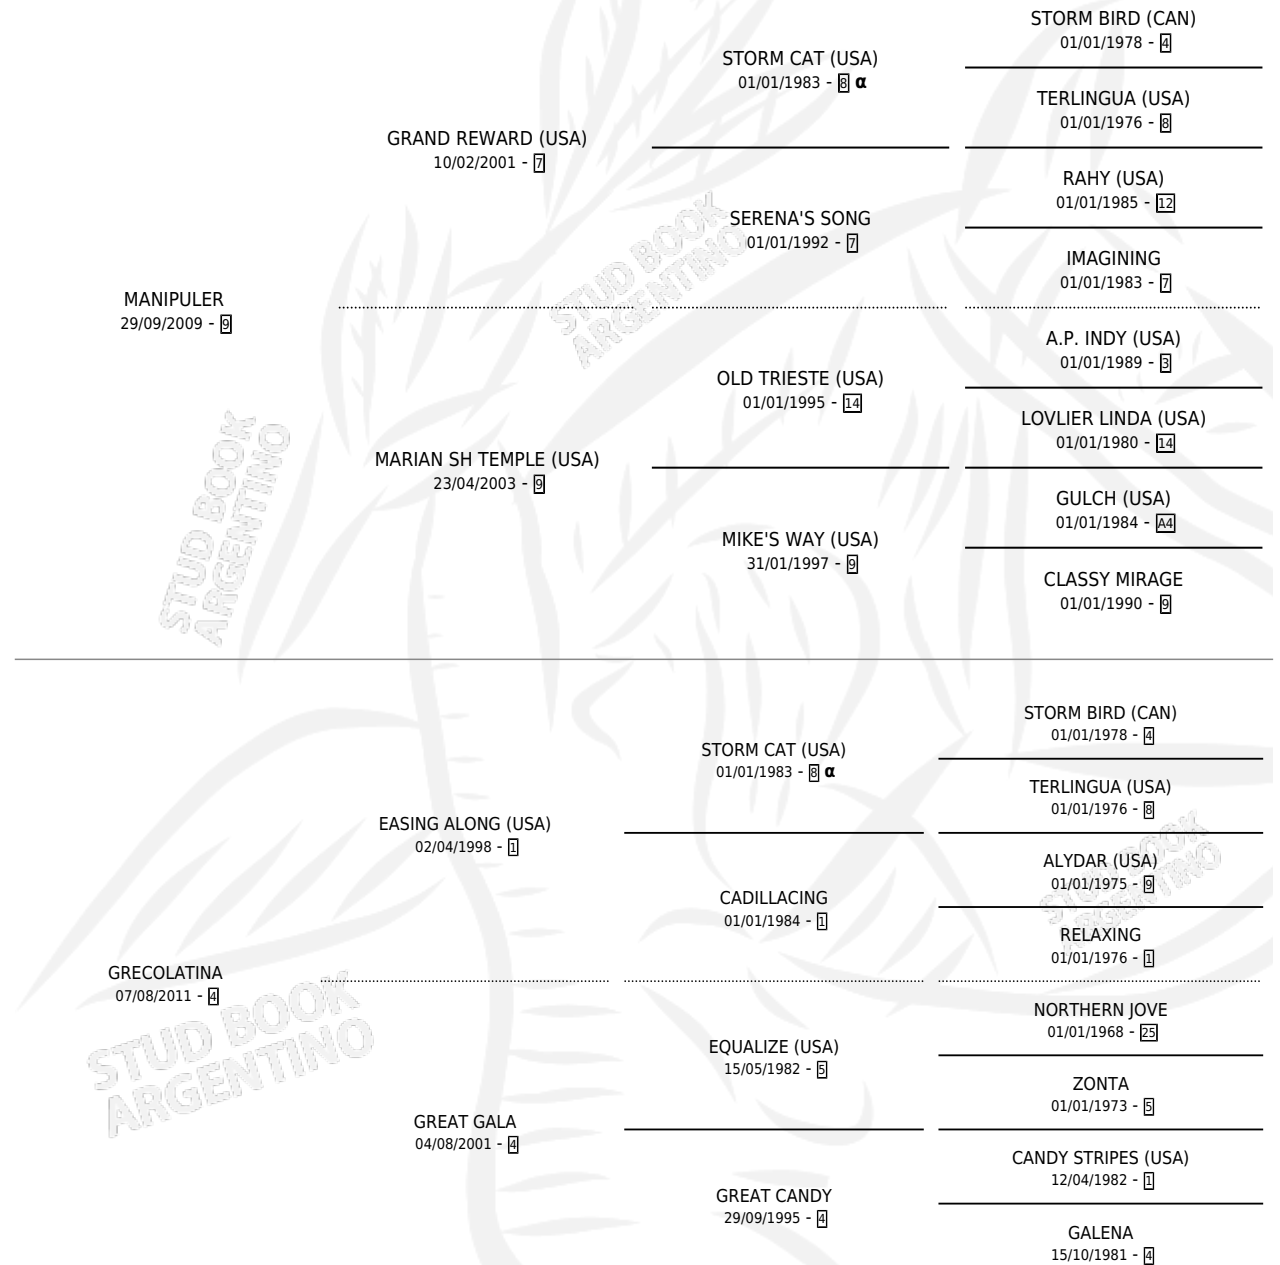 STORM BIRD (CAN)
01/01/1978 - 4
STORM CAT (USA)
01/01/1983 - 8 α
TERLINGUA (USA)
01/01/1976 - 8
GRAND REWARD (USA)
10/02/2001 - 7
RAHY (USA)
01/01/1985 - 12
SERENA'S SONG
01/01/1992 - 7
IMAGINING
01/01/1983 - 7
MANIPULER
29/09/2009 - 9
A.P. INDY (USA)
01/01/1989 - 3
OLD TRIESTE (USA)
01/01/1995 - 14
LOVLIER LINDA (USA)
01/01/1980 - 14
MARIAN SH TEMPLE (USA)
23/04/2003 - 9
GULCH (USA)
01/01/1984 - A4
MIKE'S WAY (USA)
31/01/1997 - 9
CLASSY MIRAGE
01/01/1990 - 9
STUD BOOK
ARGENTINO
STUD BOOK
ARGENTINO
STORM BIRD (CAN)
01/01/1978 - 4
STORM CAT (USA)
01/01/1983 - 8 α
TERLINGUA (USA)
01/01/1976 - 8
EASING ALONG (USA)
02/04/1998 - 1
ALYDAR (USA)
01/01/1975 - 9
CADILLACING
01/01/1984 - 1
RELAXING
01/01/1976 - 1
GRECOLATINA
07/08/2011 - 4
NORTHERN JOVE
01/01/1968 - 25
EQUALIZE (USA)
15/05/1982 - 5
ZONTA
01/01/1973 - 5
GREAT GALA
04/08/2001 - 4
CANDY STRIPES (USA)
12/04/1982 - 1
GREAT CANDY
29/09/1995 - 4
GALENA
15/10/1981 - 4
STUD BOOK
ARGENTINO
STUD BOOK
ARGENTINO